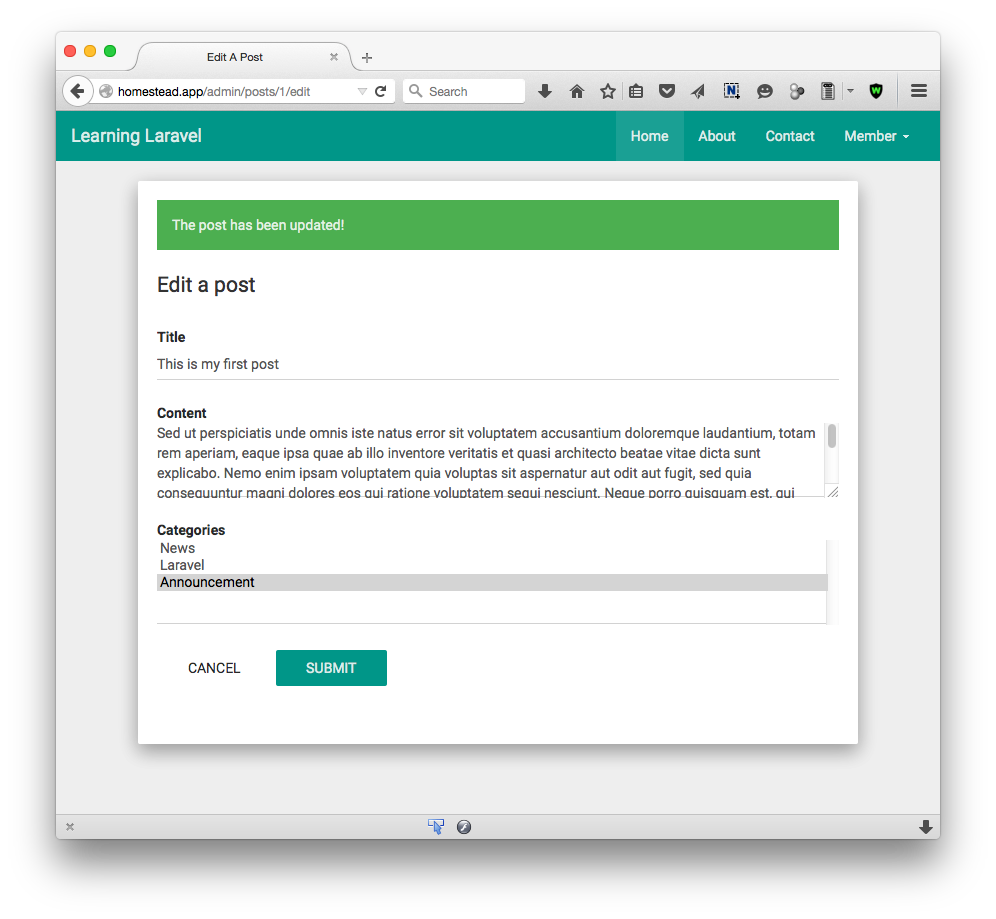 Edit A Post
homestead.app/admin/posts/1/edit
Search
Learning Laravel
Home
About
Contact
Member
The post has been updated!
Edit a post
Title
This is my first post
Content
Sed ut perspiciatis unde omnis iste natus error sit voluptatem accusantium doloremque laudantium, totam
rem aperiam, eaque ipsa quae ab illo inventore veritatis et quasi architecto beatae vitae dicta sunt
explicabo. Nemo enim ipsam voluptatem quia voluptas sit aspernatur aut odit aut fugit, sed quia
consequuntur magni dolores eos qui ratione voluptatem sequi nesciunt. Neque porro quisquam est, qui
Categories
News
Laravel
Announcement
CANCEL
SUBMIT